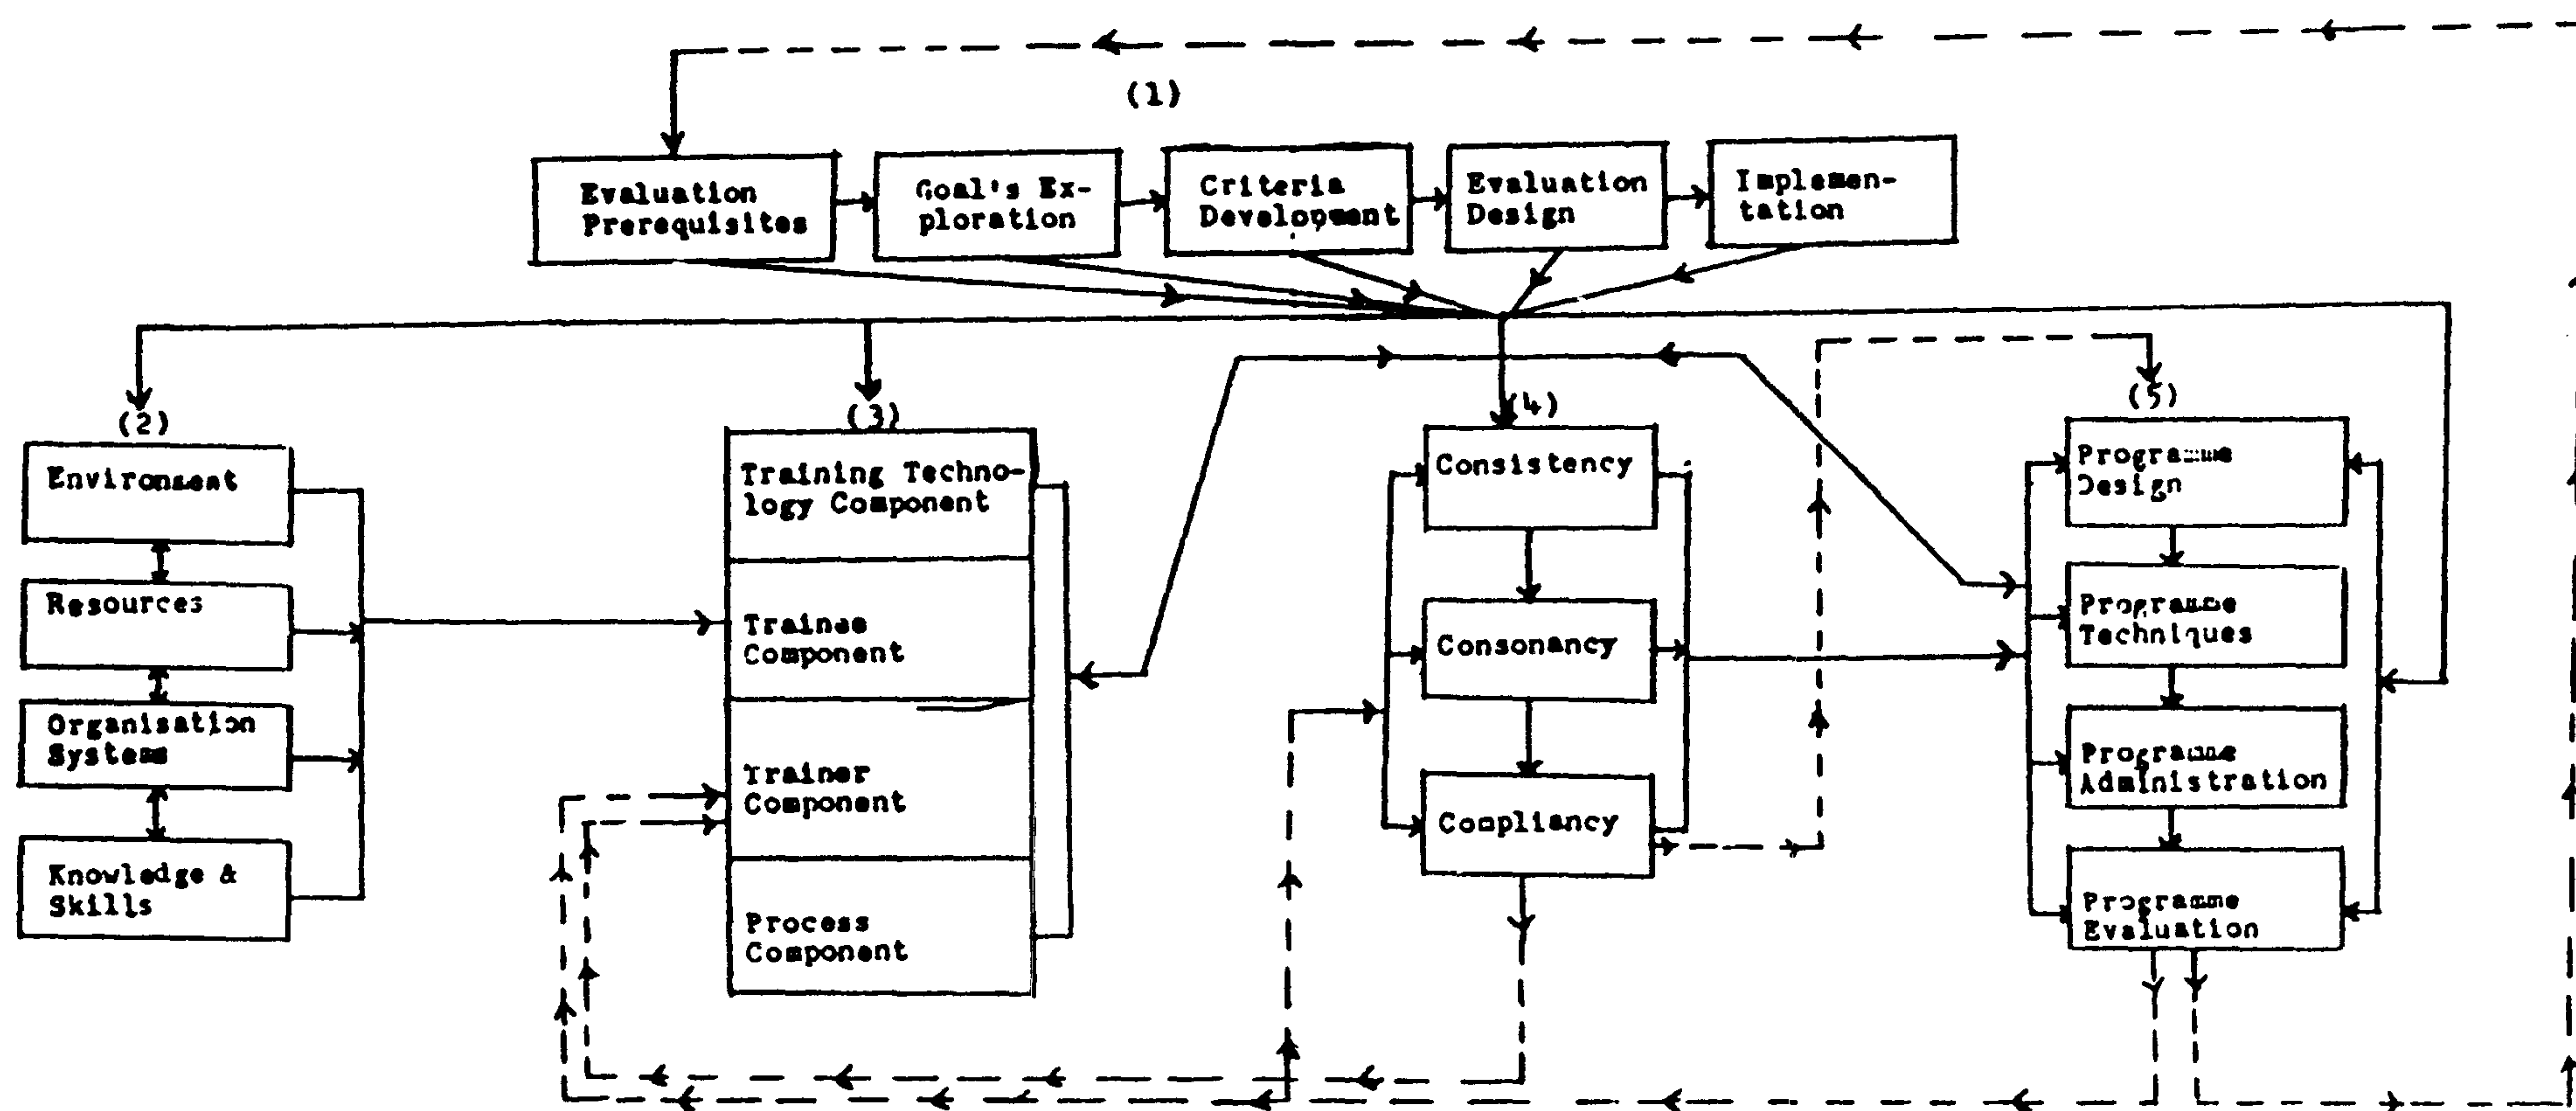 (1)
Evaluation
Prerequisites
Goal's Ex-
ploration
Criteria
Development
Evaluation
Design
Implemen-
tation
(2)
Environment
Resources
Organisation
Systems
Knowledge &
Skills
(3)
Training Techno-
logy Component
Trainee
Component
Trainer
Component
Process
Component
(4)
Consistency
Consonancy
Compliancy
(5)
Programme
Design
Programme
Techniques
Programme
Administration
Programme
Evaluation